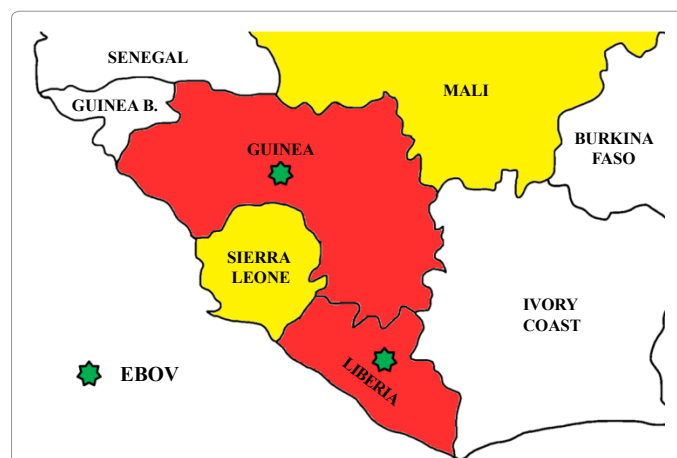 SENEGAL
MALI
GUINEA B.
BURKINA
FASO
GUINEA
SIERRA
LEONE
IVORY
COAST
LIBERIA
EBOV